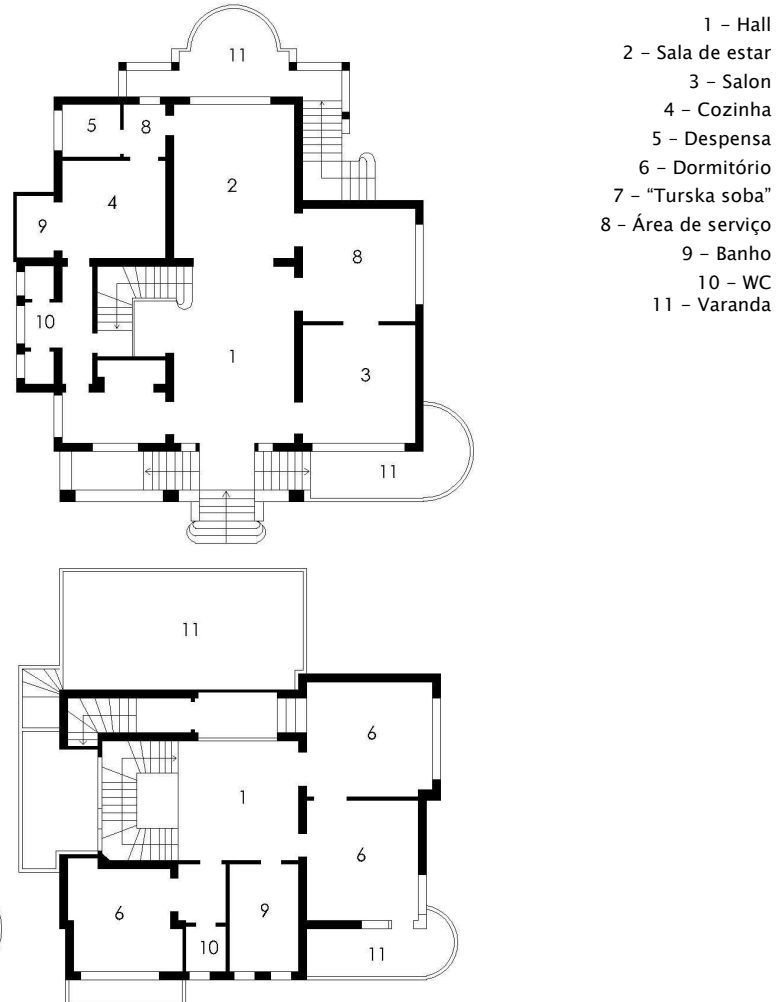 1 – Hall
2 – Sala de estar
3 – Salon
4 – Cozinha
5 – Despensa
6 – Dormitório
7 – “Turska soba”
8 – Área de serviço
9 – Banho
10 – WC
11 – Varanda
11
5
8
2
4
9
8
10
1
3
11
11
6
1
6
6
9
10
11